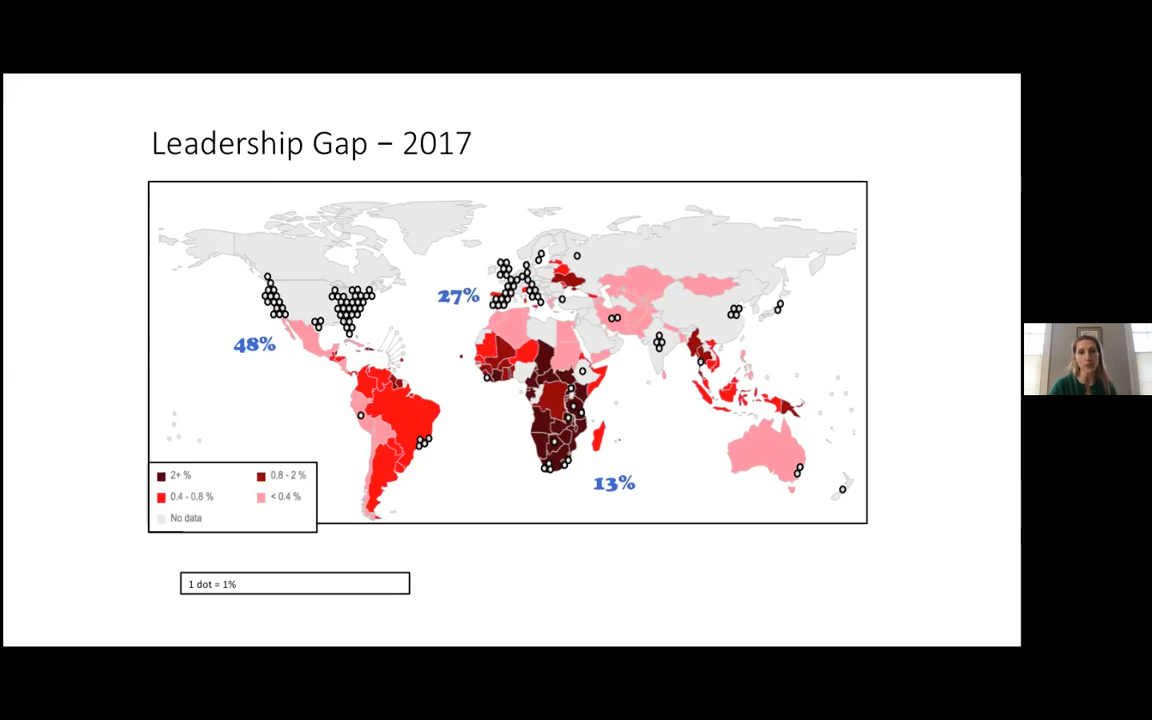 Leadership Gap – 2017
27%
48%
13%
2+ %
0.8 - 2 %
0.4 - 0.8 %
< 0.4 %
No data
1 dot = 1%